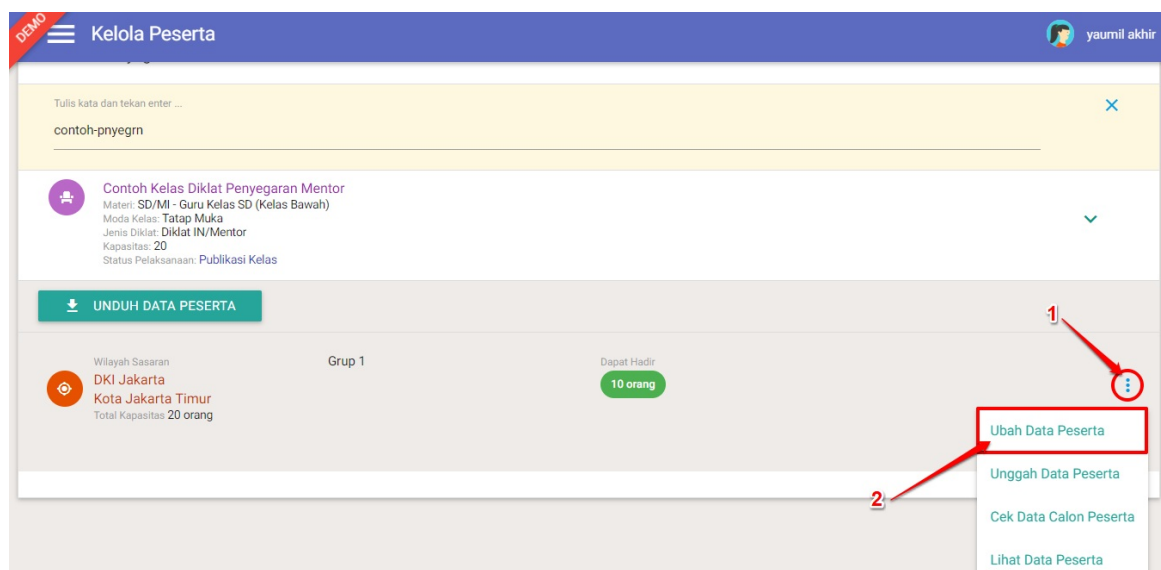 DEMO
Kelola Peserta
yaumil akhir
Tulis kata dan tekan enter ...
contoh-pnyegrn
Contoh Kelas Diklat Penyegaran Mentor
Materi: SD/MI - Guru Kelas SD (Kelas Bawah)
Moda Kelas: Tatap Muka
Jenis Diklat: Diklat IN/Mentor
Kapasitas: 20
Status Pelaksanaan: Publikasi Kelas
UNDUH DATA PESERTA
1
Wilayah Sasaran
DKI Jakarta
Kota Jakarta Timur
Total Kapasitas 20 orang
Grup 1
Dapat Hadir
10 orang
Ubah Data Peserta
2
Unggah Data Peserta
Cek Data Calon Peserta
Lihat Data Peserta